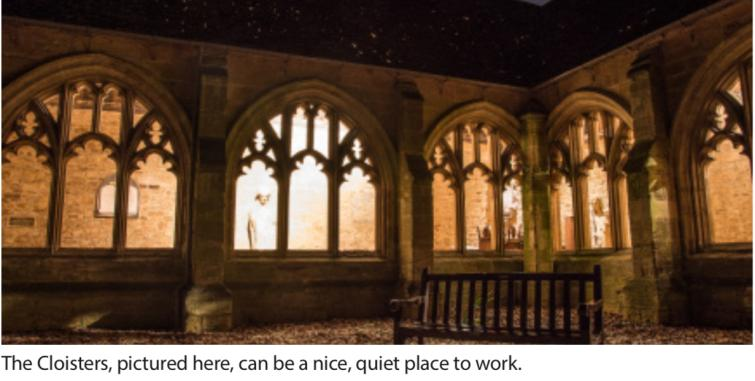 The Cloisters, pictured here, can be a nice, quiet place to work.